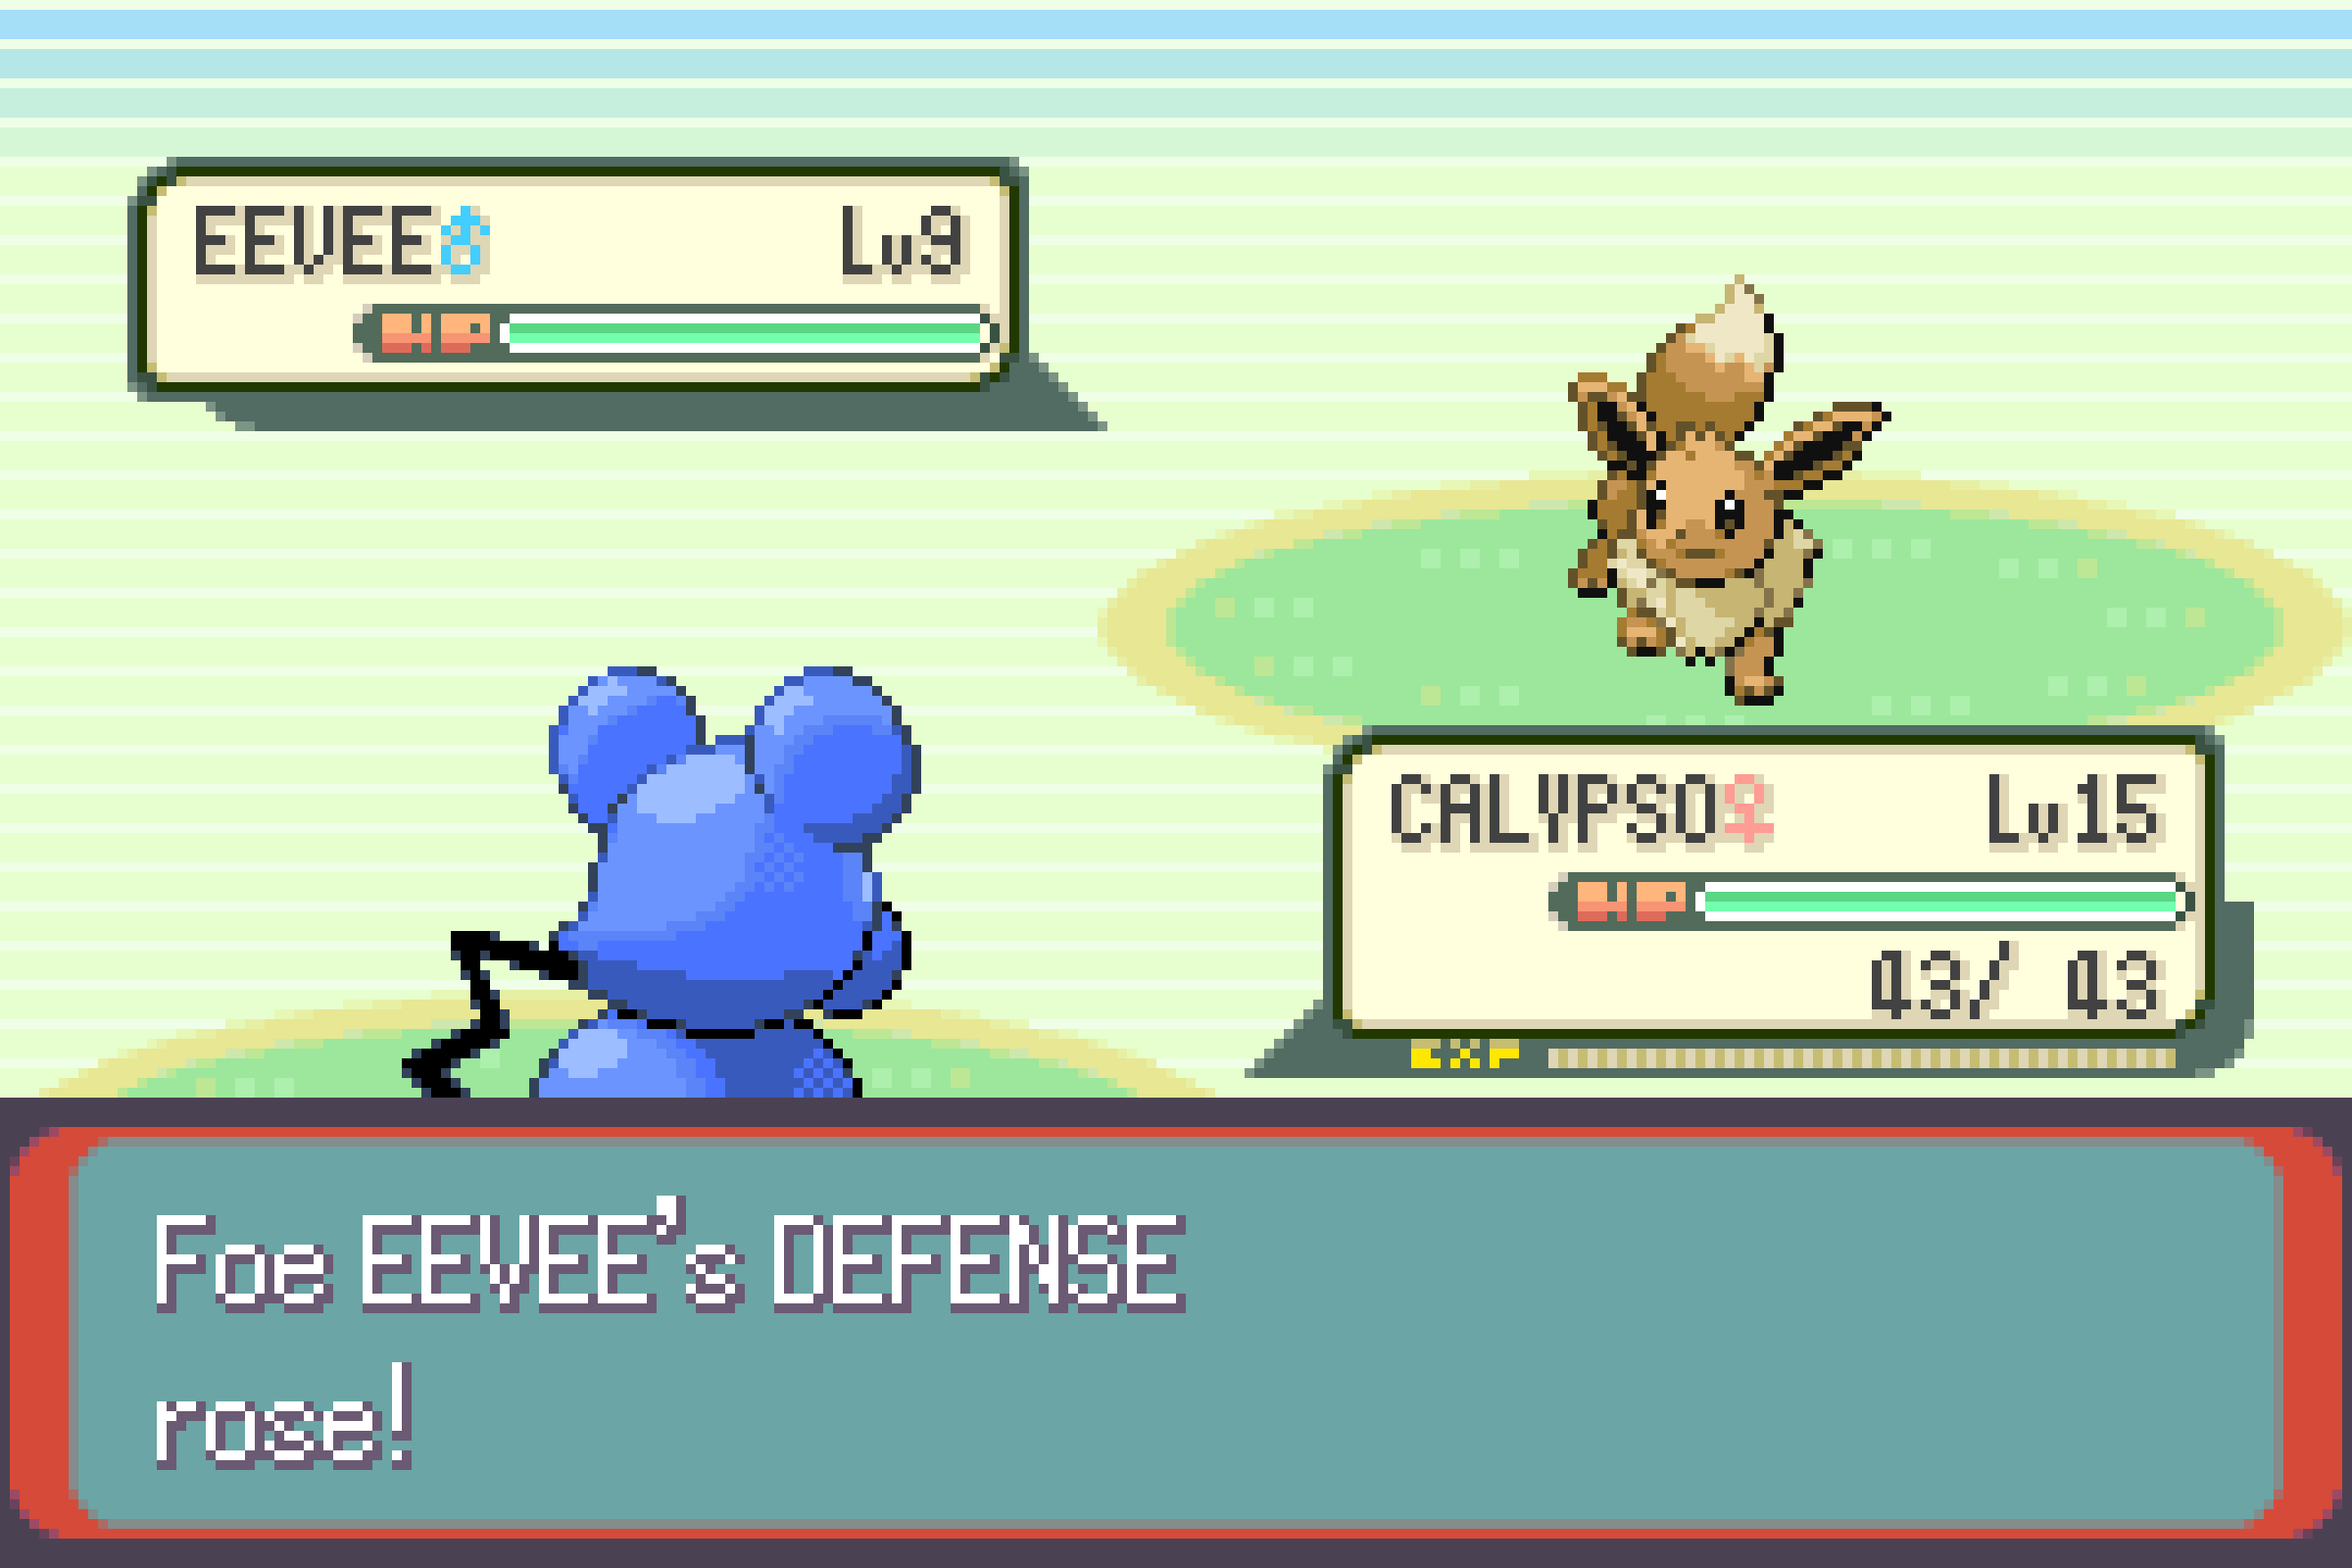 EEVEE♂ Lv9
HP
CALYPSO♀ Lv15
HP
43/ 43
EXP
Foe EEVEE's DEFENSE
rose!